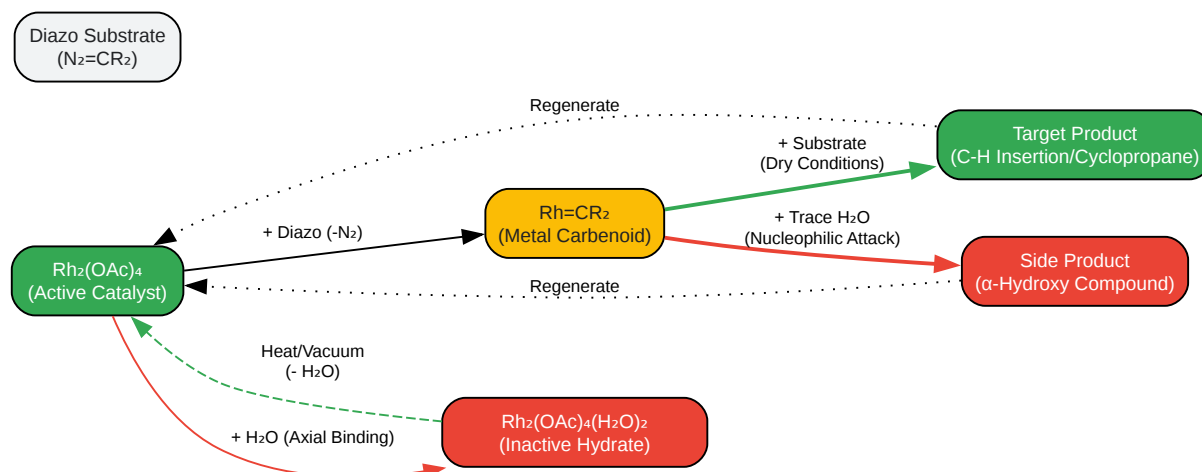 Diazo Substrate
(N₂=CR₂)
Regenerate
Target Product
(C-H Insertion/Cyclopropane)
+ Substrate
(Dry Conditions)
Rh=CR₂
(Metal Carbenoid)
+ Diazo (-N₂)
+ Trace H₂O
(Nucleophilic Attack)
Side Product
(α-Hydroxy Compound)
Rh₂(OAc)₄
(Active Catalyst)
Regenerate
Heat/Vacuum
(- H₂O)
Rh₂(OAc)₄(H₂O)₂
(Inactive Hydrate)
+ H₂O (Axial Binding)